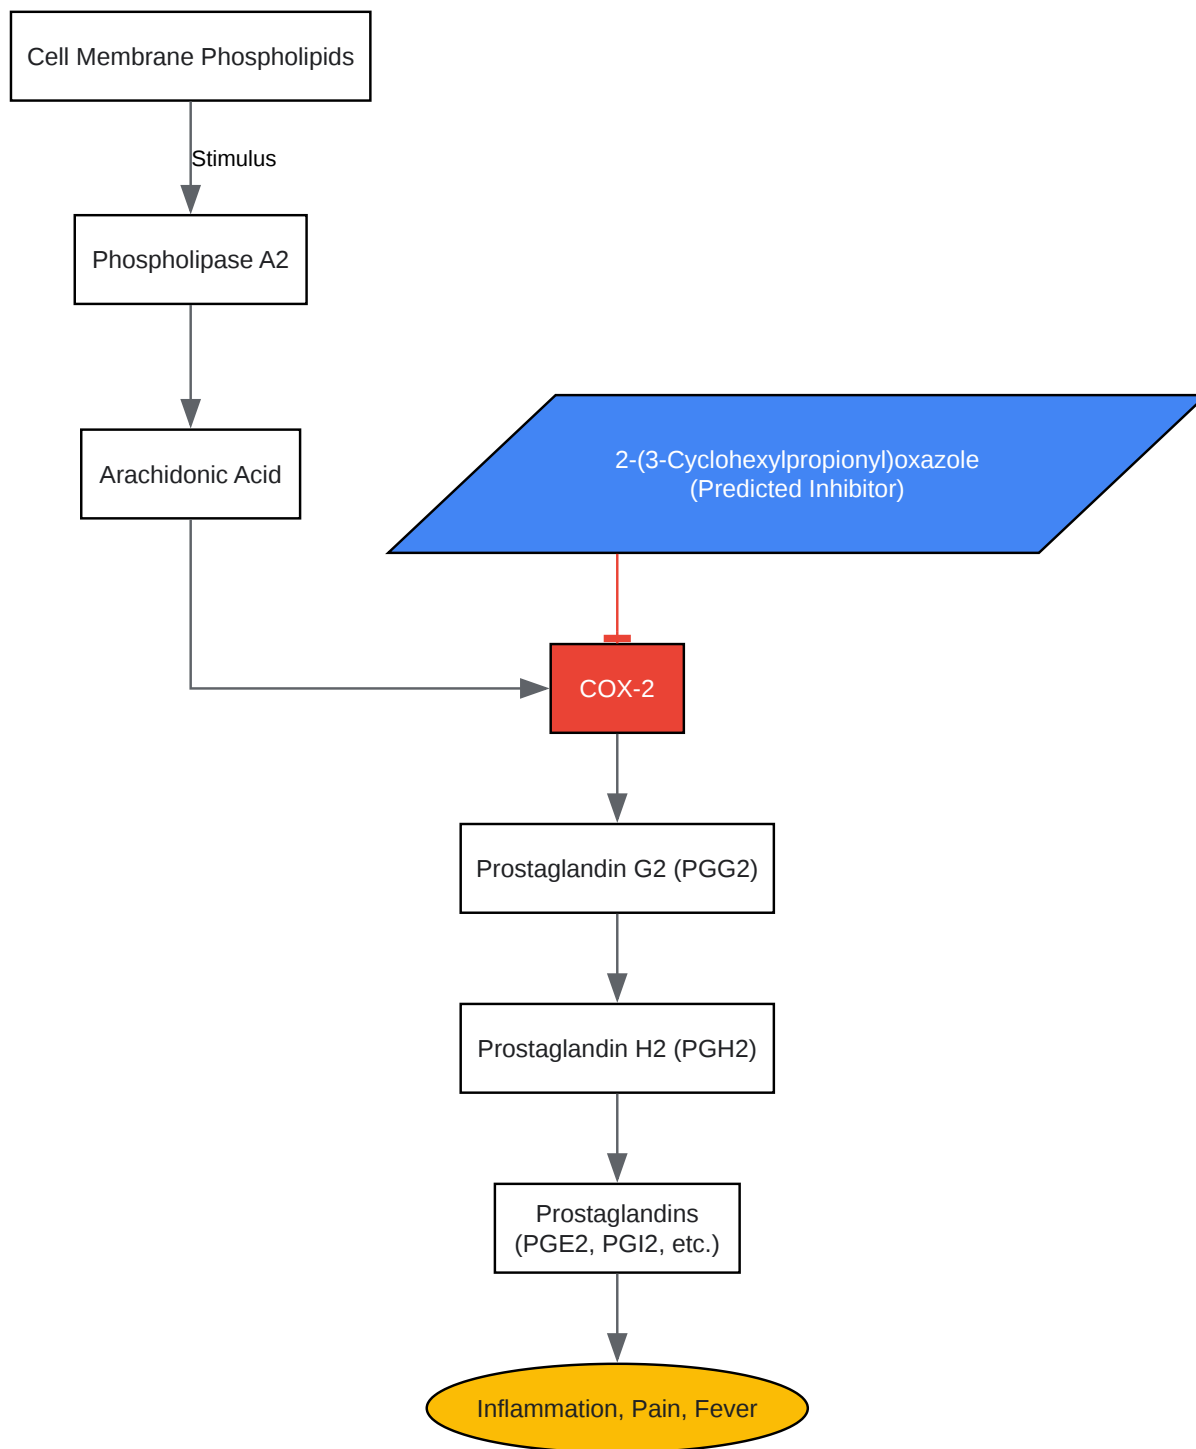 Cell Membrane Phospholipids
Stimulus
Phospholipase A2
Arachidonic Acid
2-(3-Cyclohexylpropionyl)oxazole
(Predicted Inhibitor)
COX-2
Prostaglandin G2 (PGG2)
Prostaglandin H2 (PGH2)
Prostaglandins
(PGE2, PGI2, etc.)
Inflammation, Pain, Fever